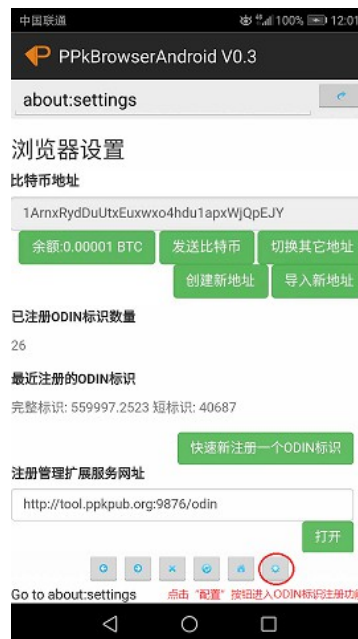 中国联通 100% 12:01
PPkBrowserAndroid V0.3
about:settings
浏览器设置
比特币地址
1ArnxRydDuUtxEuxwxo4hdu1apxWjQpEJY
余额:0.00001 BTC 发送比特币 切换其它地址
创建新地址 导入新地址
已注册ODIN标识数量
26
最近注册的ODIN标识
完整标识: 559997.2523 短标识: 40687
快速新注册一个ODIN标识
注册管理扩展服务网址
http://tool.ppkpub.org:9876/odin
打开
Go to about:settings 点击 "配置" 按钮进入ODIN标识注册功